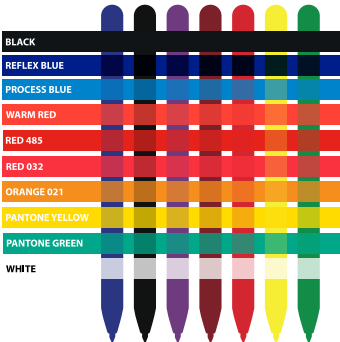 BLACK
REFLEX BLUE
PROCESS BLUE
WARM RED
RED 485
RED 032
ORANGE 021
PANTONE YELLOW
PANTONE GREEN
WHITE